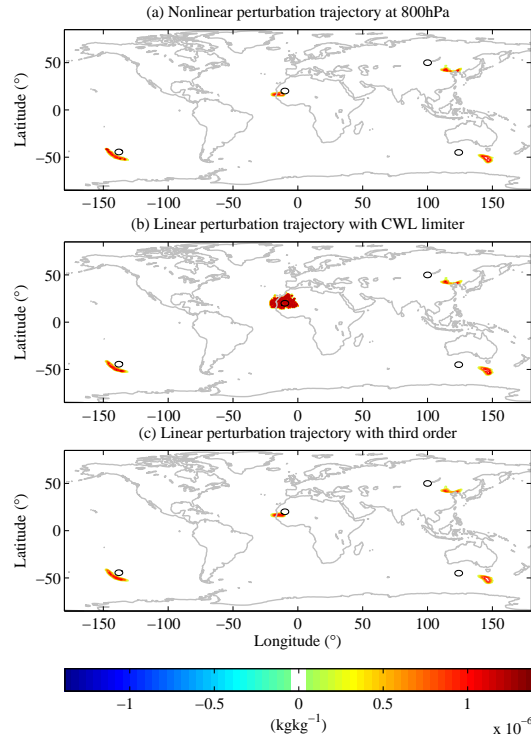 (a) Nonlinear perturbation trajectory at 800hPa
Latitude (°)
50
0
−50
−150 −100 −50 0 50 100 150
(b) Linear perturbation trajectory with CWL limiter
Latitude (°)
50
0
−50
−150 −100 −50 0 50 100 150
(c) Linear perturbation trajectory with third order
Latitude (°)
50
0
−50
−150 −100 −50 0 50 100 150
Longitude (°)
−1 −0.5 0 0.5 1
(kgkg⁻¹)
x 10⁻⁶